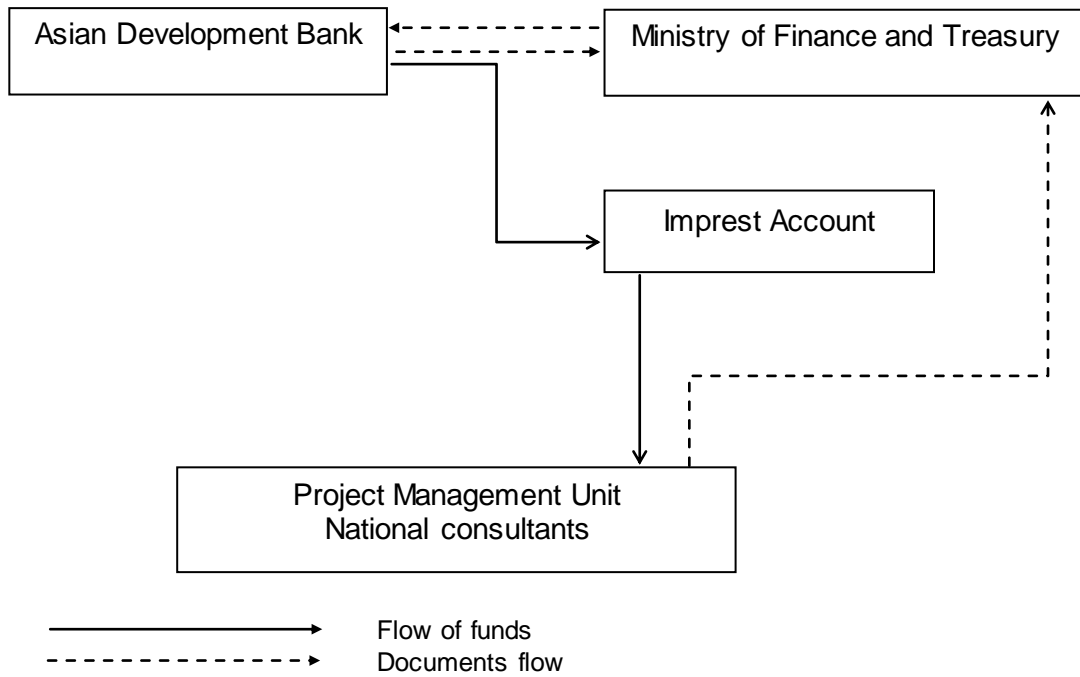 Asian Development Bank
Ministry of Finance and Treasury
Imprest Account
Project Management Unit
National consultants
Flow of funds
Documents flow